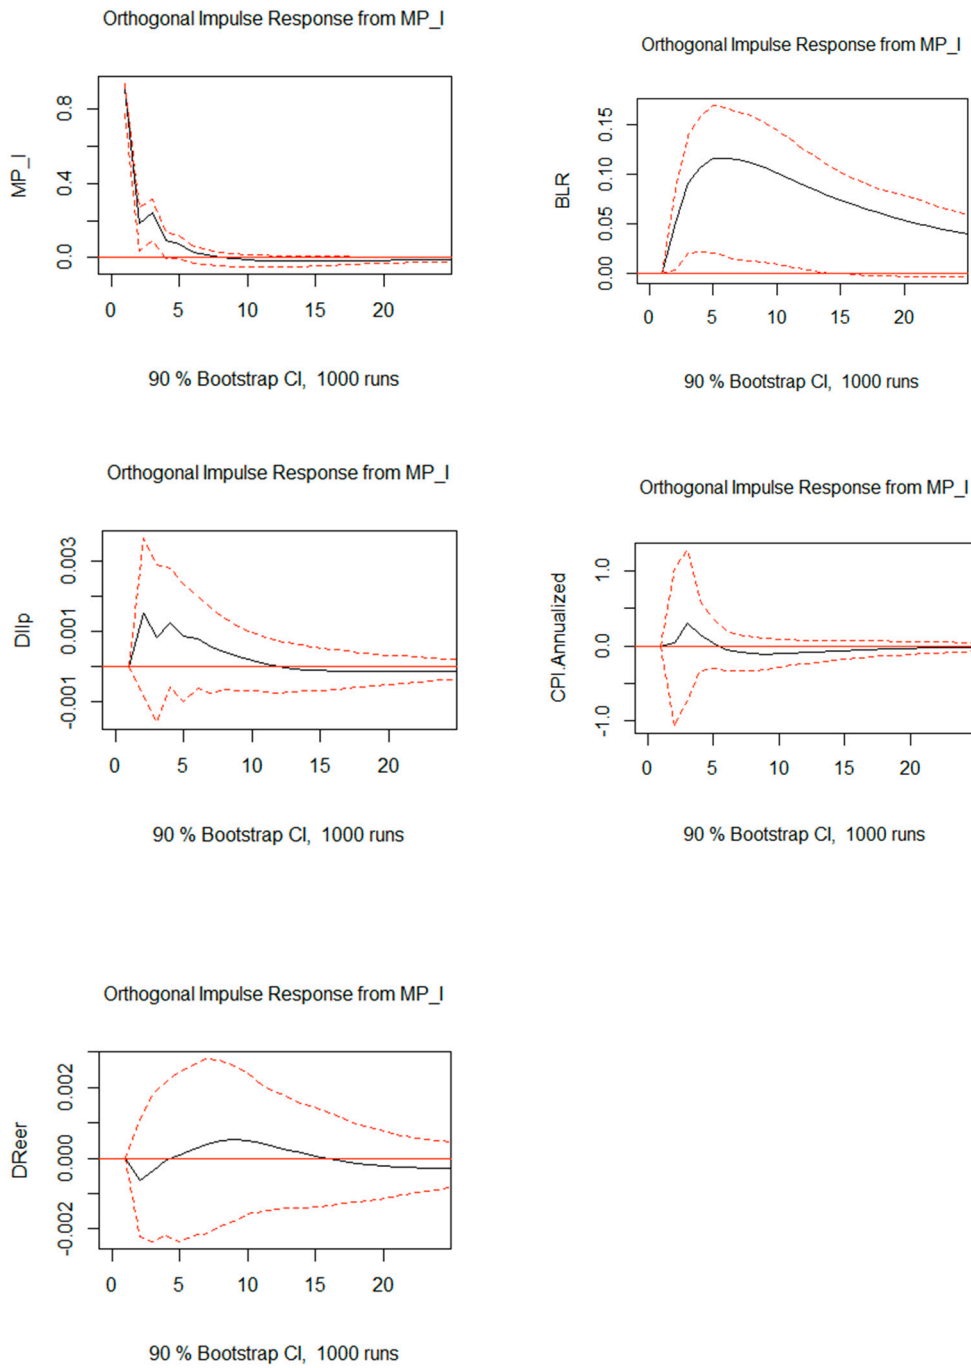 Orthogonal Impulse Response from MP_I
MP_I
0.8
0.4
0.0
0 5 10 15 20
90 % Bootstrap CI, 1000 runs
Orthogonal Impulse Response from MP_I
BLR
0.15
0.10
0.05
0.00
0 5 10 15 20
90 % Bootstrap CI, 1000 runs
Orthogonal Impulse Response from MP_I
DIIp
0.003
0.001
-0.001
0 5 10 15 20
90 % Bootstrap CI, 1000 runs
Orthogonal Impulse Response from MP_I
CPI.Annualized
1.0
0.0
-1.0
0 5 10 15 20
90 % Bootstrap CI, 1000 runs
Orthogonal Impulse Response from MP_I
DReer
0.002
0.000
-0.002
0 5 10 15 20
90 % Bootstrap CI, 1000 runs